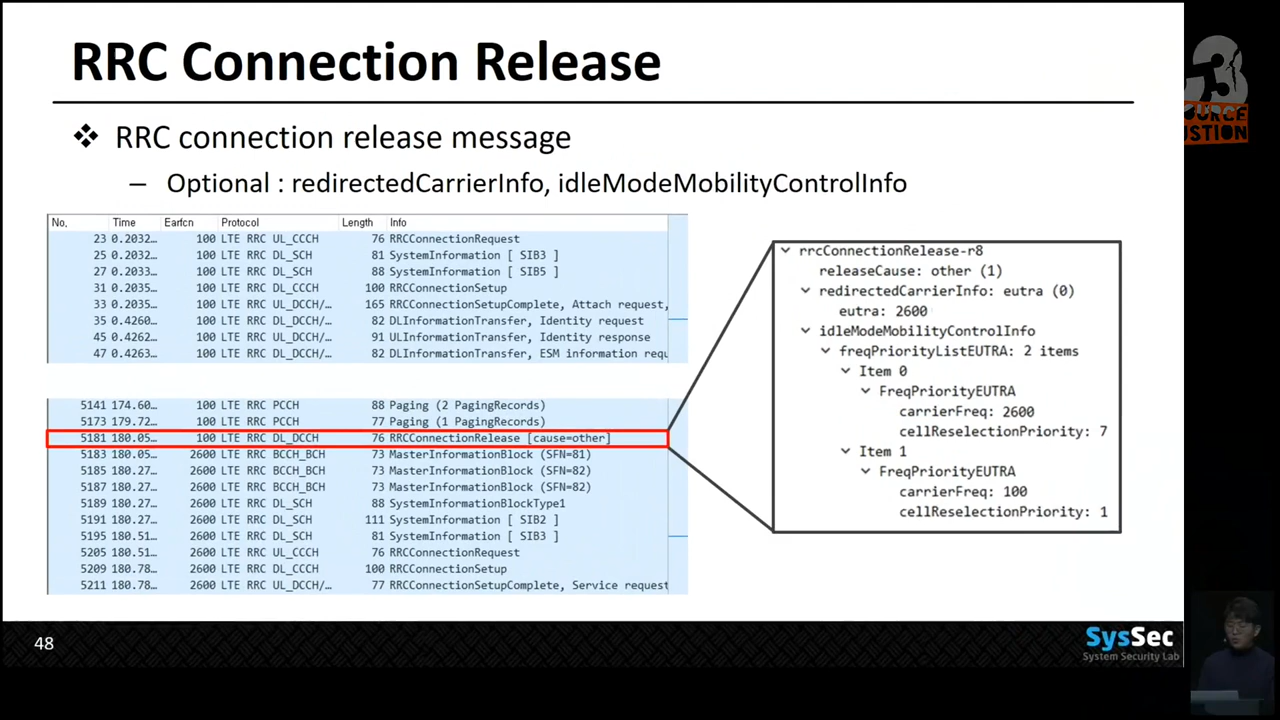 RRC Connection Release
❖ RRC connection release message
– Optional : redirectedCarrierInfo, idleModeMobilityControlInfo
No. Time Earfcn Protocol Length Info
23 0.2032… 100 LTE RRC UL_CCCH 76 RRCConnectionRequest
25 0.2032… 100 LTE RRC DL_SCH 81 SystemInformation [ SIB3 ]
27 0.2033… 100 LTE RRC DL_SCH 88 SystemInformation [ SIB5 ]
31 0.2035… 100 LTE RRC DL_CCCH 100 RRCConnectionSetup
33 0.2035… 100 LTE RRC UL_DCCH/… 165 RRCConnectionSetupComplete, Attach request,
35 0.4260… 100 LTE RRC DL_DCCH/… 82 DLInformationTransfer, Identity request
45 0.4262… 100 LTE RRC UL_DCCH/… 91 ULInformationTransfer, Identity response
47 0.4263… 100 LTE RRC DL_DCCH/… 82 DLInformationTransfer, ESM information requ
5141 174.60… 100 LTE RRC PCCH 88 Paging (2 PagingRecords)
5173 179.72… 100 LTE RRC PCCH 77 Paging (1 PagingRecords)
5181 180.05… 100 LTE RRC DL_DCCH 76 RRCConnectionRelease [cause=other]
5183 180.05… 2600 LTE RRC BCCH_BCH 73 MasterInformationBlock (SFN=81)
5185 180.27… 2600 LTE RRC BCCH_BCH 73 MasterInformationBlock (SFN=82)
5187 180.27… 2600 LTE RRC BCCH_BCH 73 MasterInformationBlock (SFN=82)
5189 180.27… 2600 LTE RRC DL_SCH 88 SystemInformationBlockType1
5191 180.27… 2600 LTE RRC DL_SCH 111 SystemInformation [ SIB2 ]
5195 180.51… 2600 LTE RRC DL_SCH 81 SystemInformation [ SIB3 ]
5205 180.51… 2600 LTE RRC UL_CCCH 76 RRCConnectionRequest
5209 180.78… 2600 LTE RRC DL_CCCH 100 RRCConnectionSetup
5211 180.78… 2600 LTE RRC UL_DCCH/… 77 RRCConnectionSetupComplete, Service request
rrcConnectionRelease-r8
releaseCause: other (1)
redirectedCarrierInfo: eutra (0)
eutra: 2600
idleModeMobilityControlInfo
freqPriorityListEUTRA: 2 items
Item 0
FreqPriorityEUTRA
carrierFreq: 2600
cellReselectionPriority: 7
Item 1
FreqPriorityEUTRA
carrierFreq: 100
cellReselectionPriority: 1
48
SysSec
System Security Lab